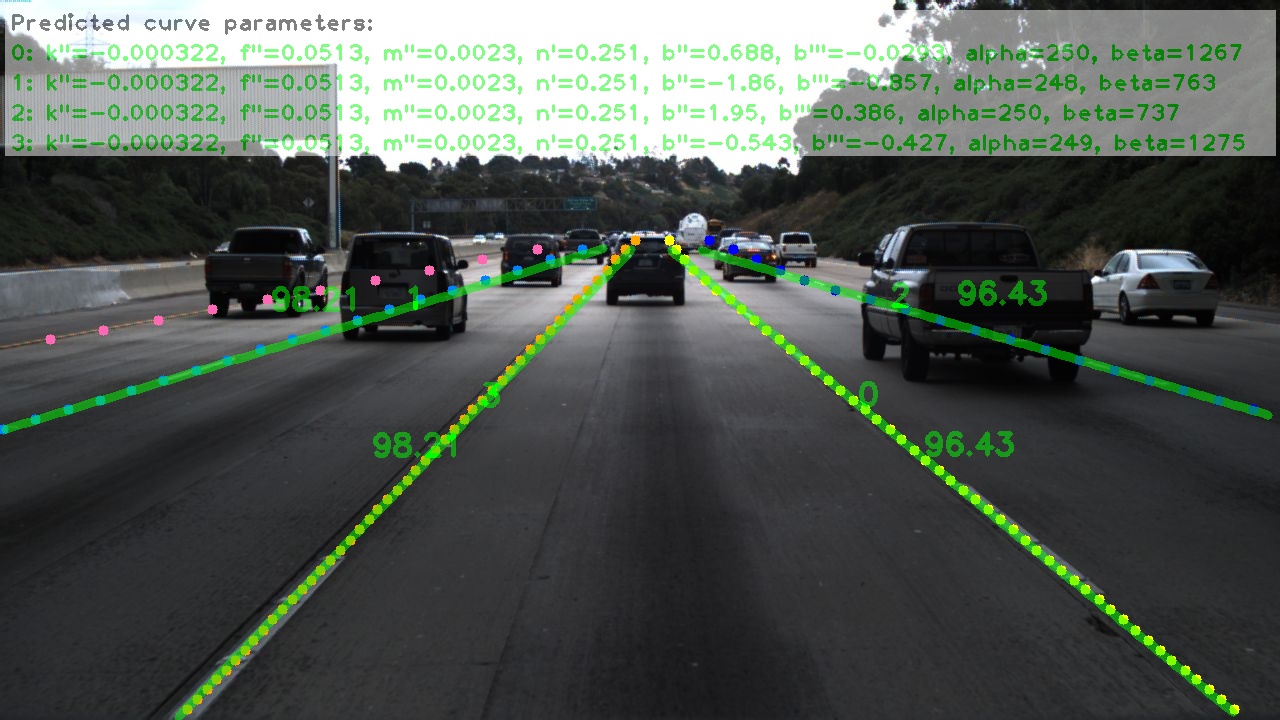 Predicted curve parameters:
0: k''=-0.000322, f''=0.0513, m''=0.0023, n'=0.251, b''=0.688, b'''=-0.0293, alpha=250, beta=1267
1: k''=-0.000322, f''=0.0513, m''=0.0023, n'=0.251, b''=-1.86, b'''=-0.857, alpha=248, beta=763
2: k''=-0.000322, f''=0.0513, m''=0.0023, n'=0.251, b''=1.95, b'''=0.386, alpha=250, beta=737
3: k''=-0.000322, f''=0.0513, m''=0.0023, n'=0.251, b''=-0.543, b'''=-0.427, alpha=249, beta=1275
98.21 1 2 96.43
3 0
98.21 96.43